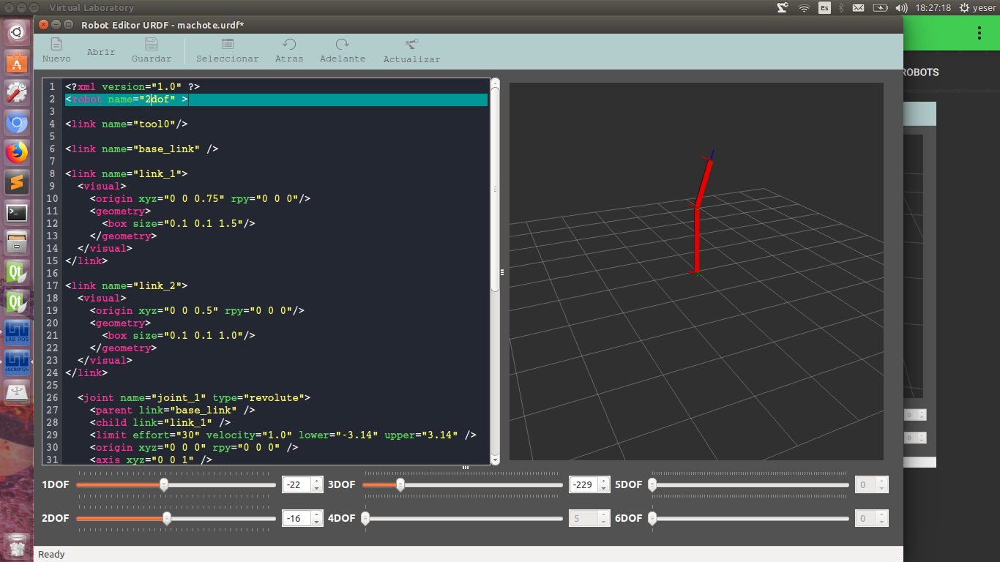 Virtual Laboratory
Es
18:27:18
yeser
Robot Editor URDF - machote.urdf*
Nuevo
Abrir
Guardar
Seleccionar
Atras
Adelante
Actualizar
ROBOTS
1 <?xml version="1.0" ?>
2 <robot name="2dof" >
3
4 <link name="tool0"/>
5
6 <link name="base_link" />
7
8 <link name="link_1">
9 <visual>
10 <origin xyz="0 0 0.75" rpy="0 0 0"/>
11 <geometry>
12 <box size="0.1 0.1 1.5"/>
13 </geometry>
14 </visual>
15 </link>
16
17 <link name="link_2">
18 <visual>
19 <origin xyz="0 0 0.5" rpy="0 0 0"/>
20 <geometry>
21 <box size="0.1 0.1 1.0"/>
22 </geometry>
23 </visual>
24 </link>
25
26 <joint name="joint_1" type="revolute">
27 <parent link="base_link" />
28 <child link="link_1" />
29 <limit effort="30" velocity="1.0" lower="-3.14" upper="3.14" />
30 <origin xyz="0 0 0" rpy="0 0 0" />
31 <axis xyz="0 0 1" />
Qt
Qt
LAB ROS
<SCRIPT/>
1DOF -22 3DOF -229 5DOF 0
2DOF -16 4DOF 5 6DOF 0
0
0
Ready